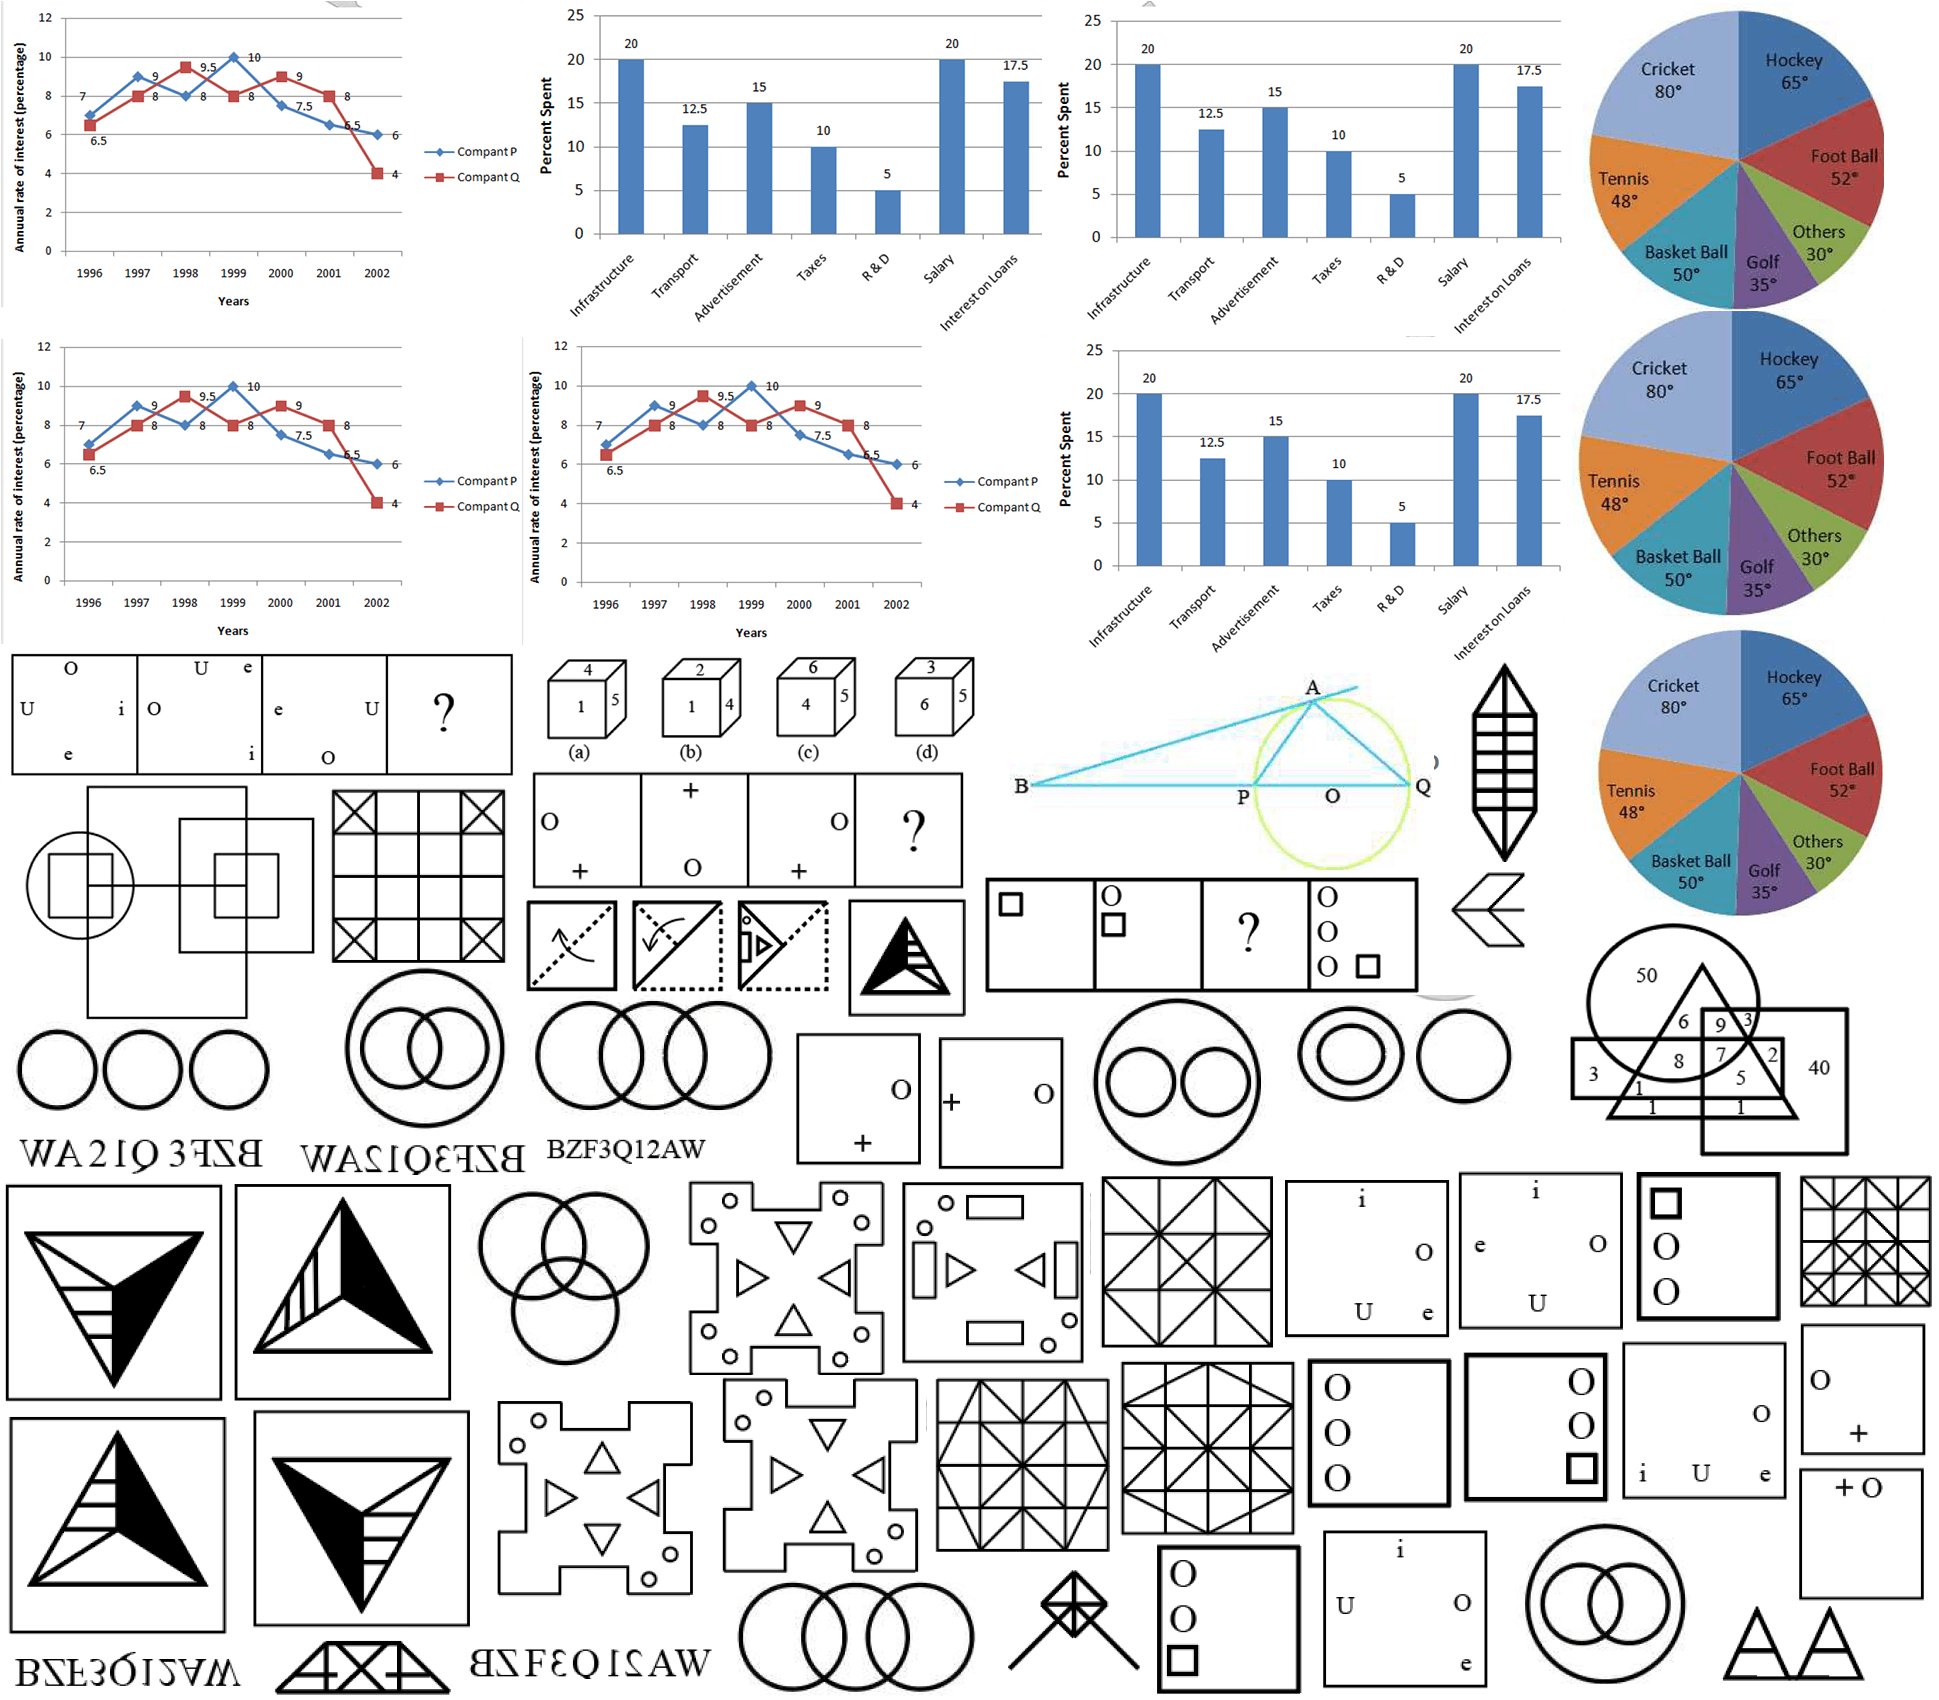 Annual rate of interest (percentage)
12
10
8
6
4
2
0
7
6.5
9
8
9.5
8
10
8
9
7.5
8
6.5
6
4
1996 1997 1998 1999 2000 2001 2002
Years
Compant P
Compant Q
Percent Spent
25
20
15
10
5
0
20
12.5
15
10
5
20
17.5
Infrastructure
Transport
Advertisement
Taxes
R & D
Salary
Interest on Loans
Percent Spent
25
20
15
10
5
0
20
12.5
15
10
5
20
17.5
Infrastructure
Transport
Advertisement
Taxes
R & D
Salary
Interest on Loans
Cricket
80°
Hockey
65°
Foot Ball
52°
Others
30°
Golf
35°
Basket Ball
50°
Tennis
48°
Annual rate of interest (percentage)
12
10
8
6
4
2
0
7
6.5
9
8
9.5
8
10
8
9
7.5
8
6.5
6
4
1996 1997 1998 1999 2000 2001 2002
Years
Compant P
Compant Q
Annual rate of interest (percentage)
12
10
8
6
4
2
0
7
6.5
9
8
9.5
8
10
8
9
7.5
8
6.5
6
4
1996 1997 1998 1999 2000 2001 2002
Years
Compant P
Compant Q
Percent Spent
25
20
15
10
5
0
20
12.5
15
10
5
20
17.5
Infrastructure
Transport
Advertisement
Taxes
R & D
Salary
Interest on Loans
Cricket
80°
Hockey
65°
Foot Ball
52°
Others
30°
Golf
35°
Basket Ball
50°
Tennis
48°
O
U i
e
U e
O
i
e U
O
?
4
1 5
(a)
2
1 4
(b)
6
4 5
(c)
3
6 5
(d)
A
B P O Q
Cricket
80°
Hockey
65°
Foot Ball
52°
Others
30°
Golf
35°
Basket Ball
50°
Tennis
48°
O
+
+
O
O
+
?
O
?
O
O
O
50
6 9 3
3 8 7 2 40
1 5
1 1
O
+
+ O
BZF3Q12AW
BZF3Q12AW
BZF3Q12AW
i
O
U e
i
e O
U
O
O
O
O
O
O
O
O
i U e
O
+
+ O
O
O
i
U O
e
BZF3Q12AW
BZF3Q12AW